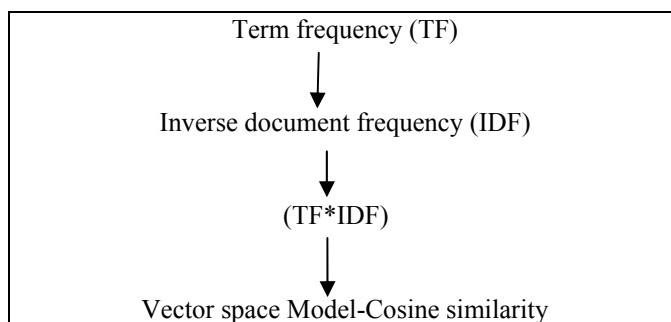 Term frequency (TF)
Inverse document frequency (IDF)
(TF*IDF)
Vector space Model-Cosine similarity